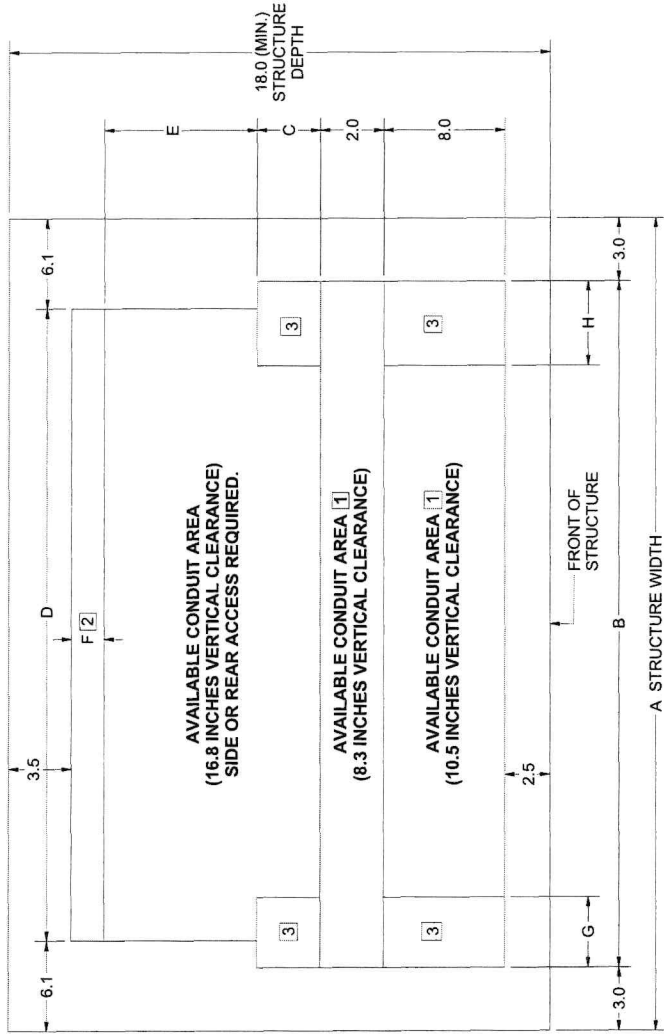 18.0 (MIN.)
STRUCTURE
DEPTH
6.1
D
6.1
3.5
F 2
E
AVAILABLE CONDUIT AREA
(16.8 INCHES VERTICAL CLEARANCE)
SIDE OR REAR ACCESS REQUIRED.
3
3
C
AVAILABLE CONDUIT AREA 1
(8.3 INCHES VERTICAL CLEARANCE)
2.0
3
AVAILABLE CONDUIT AREA 1
(10.5 INCHES VERTICAL CLEARANCE)
3
8.0
2.5
FRONT OF
STRUCTURE
G
H
3.0
B
3.0
A STRUCTURE WIDTH